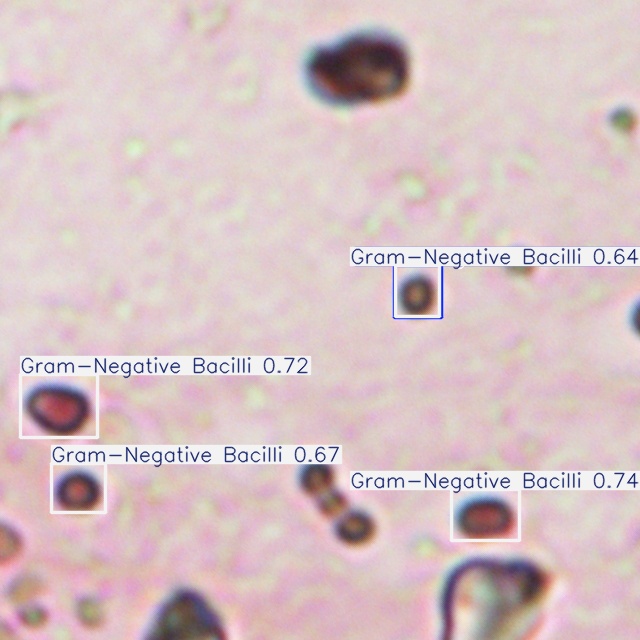 Gram-Negative Bacilli 0.64
Gram-Negative Bacilli 0.72
Gram-Negative Bacilli 0.67
Gram-Negative Bacilli 0.74